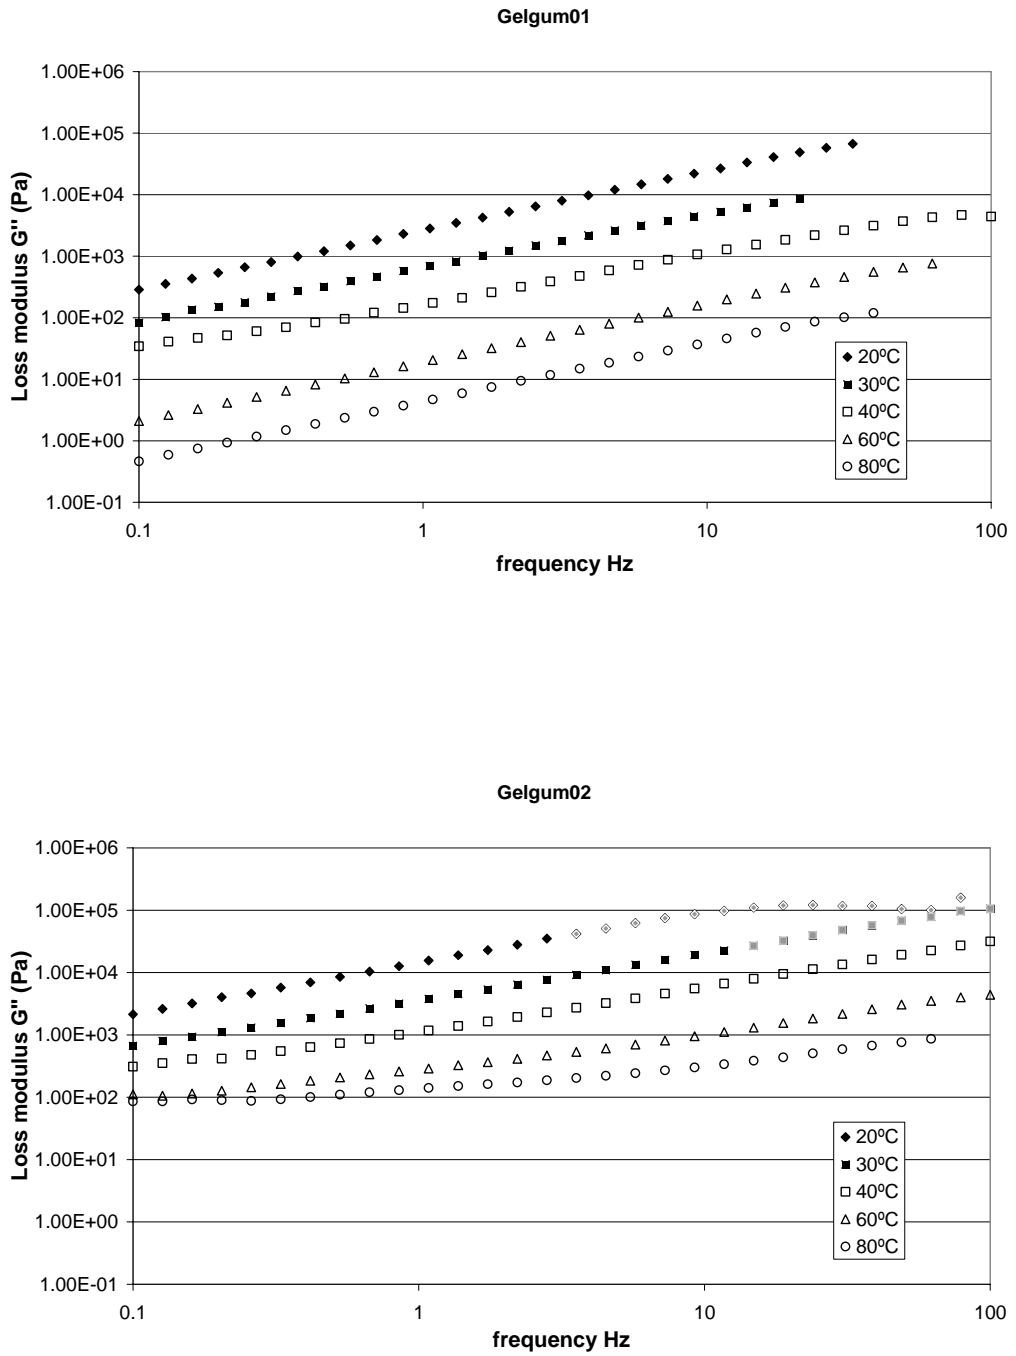 Gelgum01
1.00E+06
1.00E+05
1.00E+04
1.00E+03
1.00E+02
1.00E+01
1.00E+00
1.00E-01
Loss modulus G'' (Pa)
0.1 1 10 100
frequency Hz
20ºC
30ºC
40ºC
60ºC
80ºC
Gelgum02
1.00E+06
1.00E+05
1.00E+04
1.00E+03
1.00E+02
1.00E+01
1.00E+00
1.00E-01
Loss modulus G'' (Pa)
0.1 1 10 100
frequency Hz
20ºC
30ºC
40ºC
60ºC
80ºC